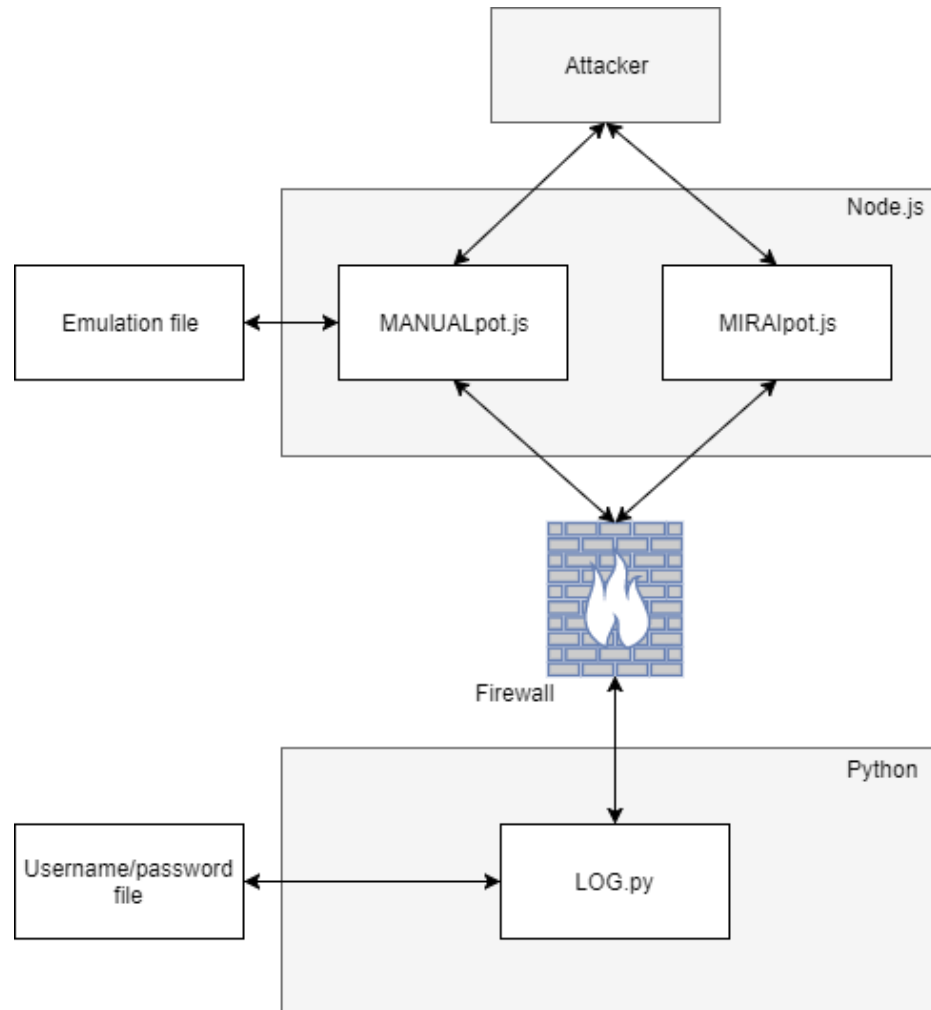 Attacker
Node.js
Emulation file
MANUALpot.js
MIRAIpot.js
Firewall
Python
Username/password
file
LOG.py